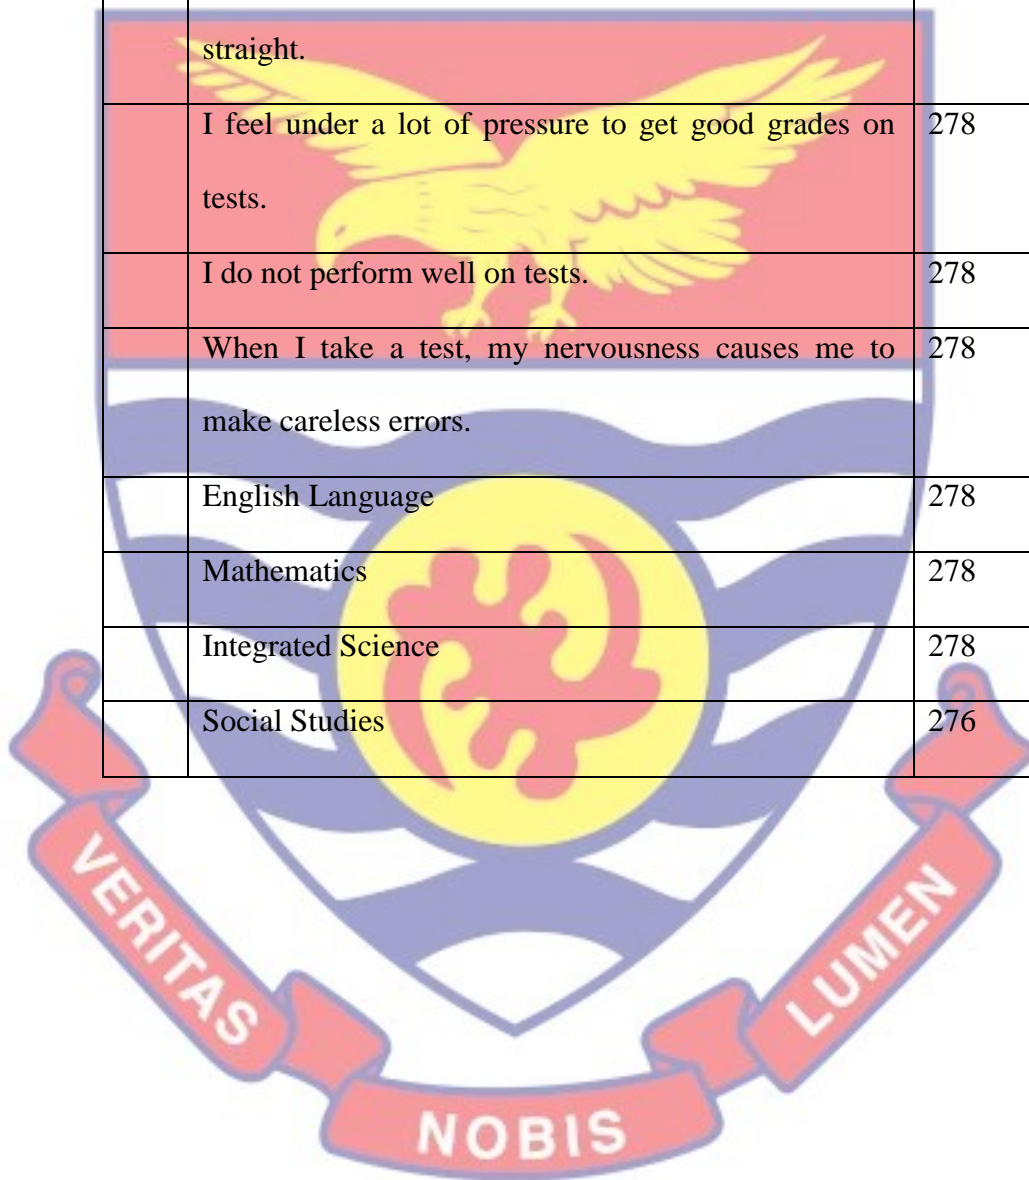 straight.
I feel under a lot of pressure to get good grades on 278
tests.
I do not perform well on tests. 278
When I take a test, my nervousness causes me to 278
make careless errors.
English Language 278
Mathematics 278
Integrated Science 278
Social Studies 276
VERITAS
NOBIS
LUMEN